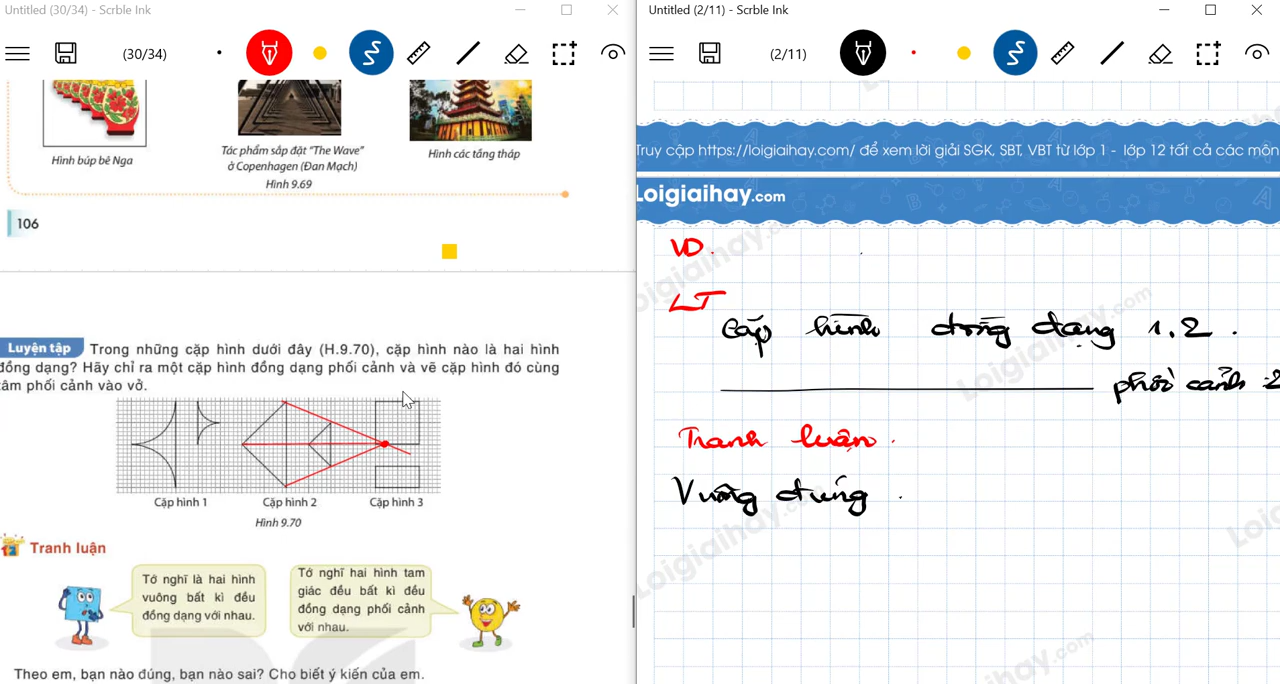 Untitled (30/34) - Scrble Ink
(30/34)
Hình búp bê Nga
Tác phẩm sắp đặt “The Wave”
ở Copenhagen (Đan Mạch)
Hình các tầng tháp
Hình 9.69
106
Luyện tập Trong những cặp hình dưới đây (H.9.70), cặp hình nào là hai hình
đồng dạng? Hãy chỉ ra một cặp hình đồng dạng phối cảnh và vẽ cặp hình đó cùng
tâm phối cảnh vào vở.
Cặp hình 1 Cặp hình 2 Cặp hình 3
Hình 9.70
Tranh luận
Tớ nghĩ là hai hình
vuông bất kì đều
đồng dạng với nhau.
Tớ nghĩ hai hình tam
giác đều bất kì đều
đồng dạng phối cảnh
với nhau.
Theo em, bạn nào đúng, bạn nào sai? Cho biết ý kiến của em.
Untitled (2/11) - Scrble Ink
(2/11)
Truy cập https://loigiaihay.com/ để xem lời giải SGK, SBT, VBT từ lớp 1 - lớp 12 tất cả các môn
Loigiaihay.com
VD.
LT
Cặp hình đồng dạng 1,2.
phối cảnh 2
Tranh luận.
Vuông đúng.
Loigiaihay.com